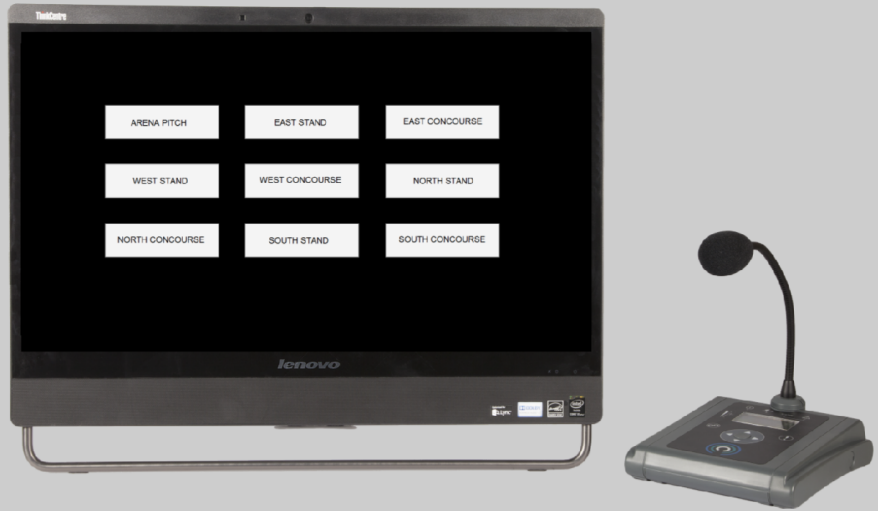 ThinkCentre
ARENA PITCH
EAST STAND
EAST CONCOURSE
WEST STAND
WEST CONCOURSE
NORTH STAND
NORTH CONCOURSE
SOUTH STAND
SOUTH CONCOURSE
lenovo